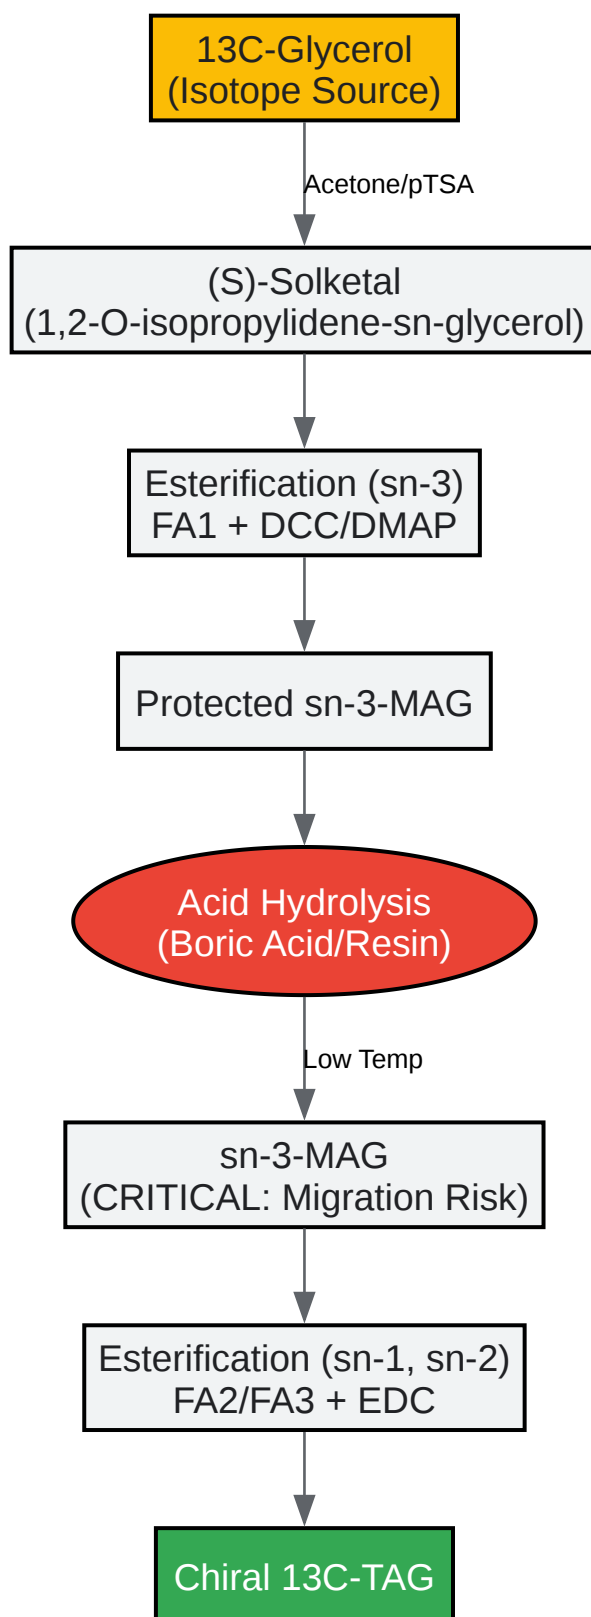 13C-Glycerol
(Isotope Source)
Acetone/pTSA
(S)-Solketal
(1,2-O-isopropylidene-sn-glycerol)
Esterification (sn-3)
FA1 + DCC/DMAP
Protected sn-3-MAG
Acid Hydrolysis
(Boric Acid/Resin)
Low Temp
sn-3-MAG
(CRITICAL: Migration Risk)
Esterification (sn-1, sn-2)
FA2/FA3 + EDC
Chiral 13C-TAG